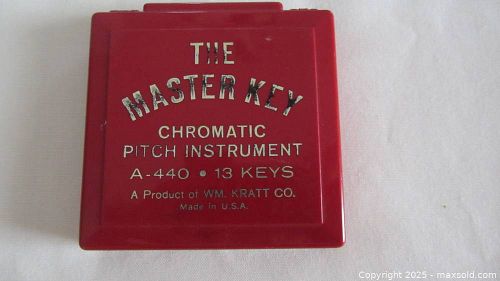 THE
MASTER KEY
CHROMATIC
PITCH INSTRUMENT
A-440 • 13 KEYS
A Product of WM. KRATT CO.
Made in U.S.A.
Copyright © 2025 - maxsold.com